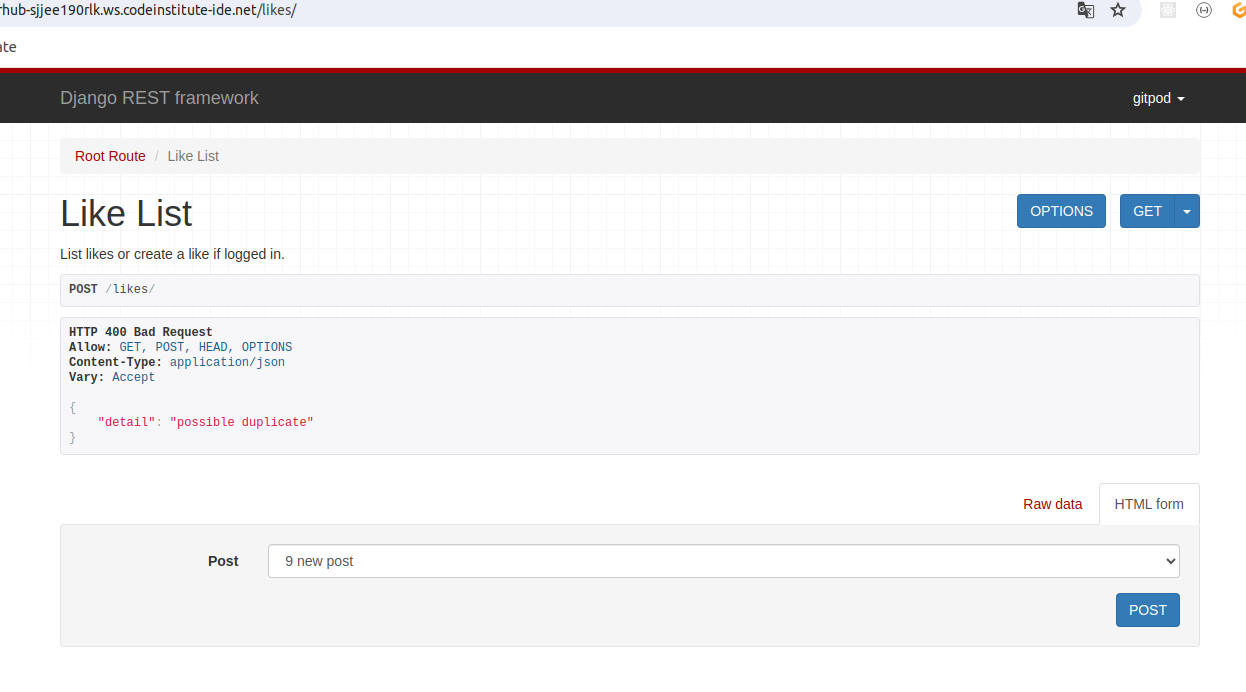 rhub-sjjee190rlk.ws.codeinstitute-ide.net/likes/
ate
Django REST framework
gitpod
Root Route / Like List
Like List
OPTIONS
GET
List likes or create a like if logged in.
POST /likes/
HTTP 400 Bad Request
Allow: GET, POST, HEAD, OPTIONS
Content-Type: application/json
Vary: Accept
{
"detail": "possible duplicate"
}
Raw data
HTML form
Post
9 new post
POST